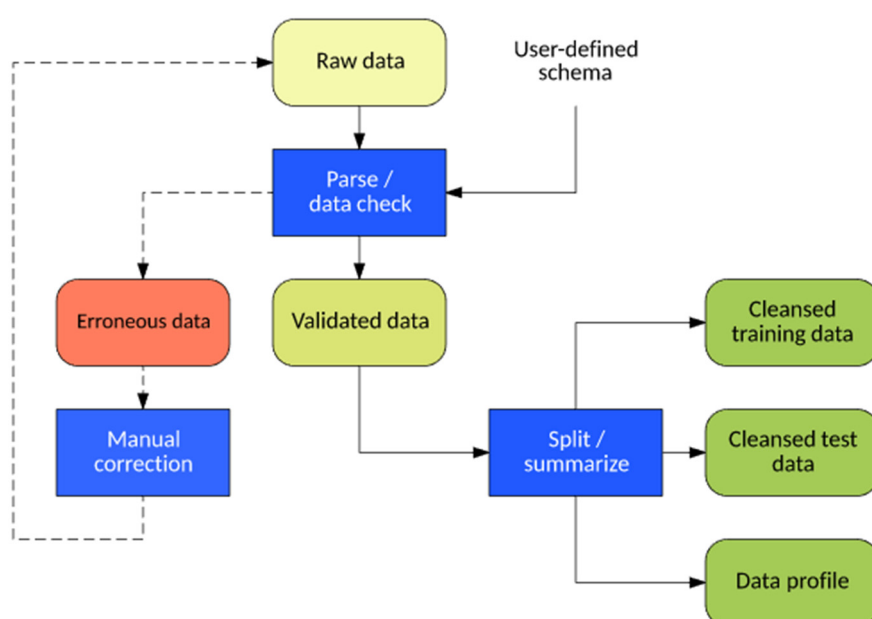 Raw data
User-defined
schema
Parse /
data check
Erroneous data
Validated data
Cleansed
training data
Manual
correction
Split /
summarize
Cleansed test
data
Data profile